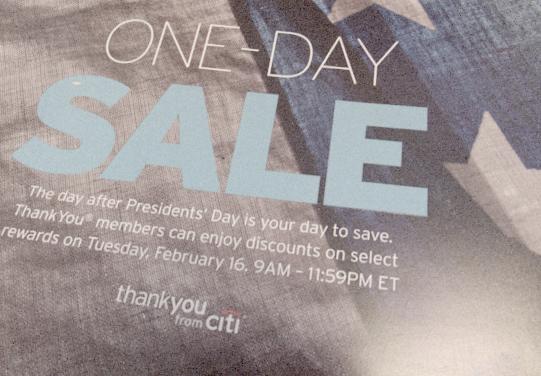 ONE-DAY
SALE
The day after Presidents' Day is your day to save.
ThankYou® members can enjoy discounts on select
rewards on Tuesday, February 16, 9AM – 11:59PM ET
thankyou
from citi